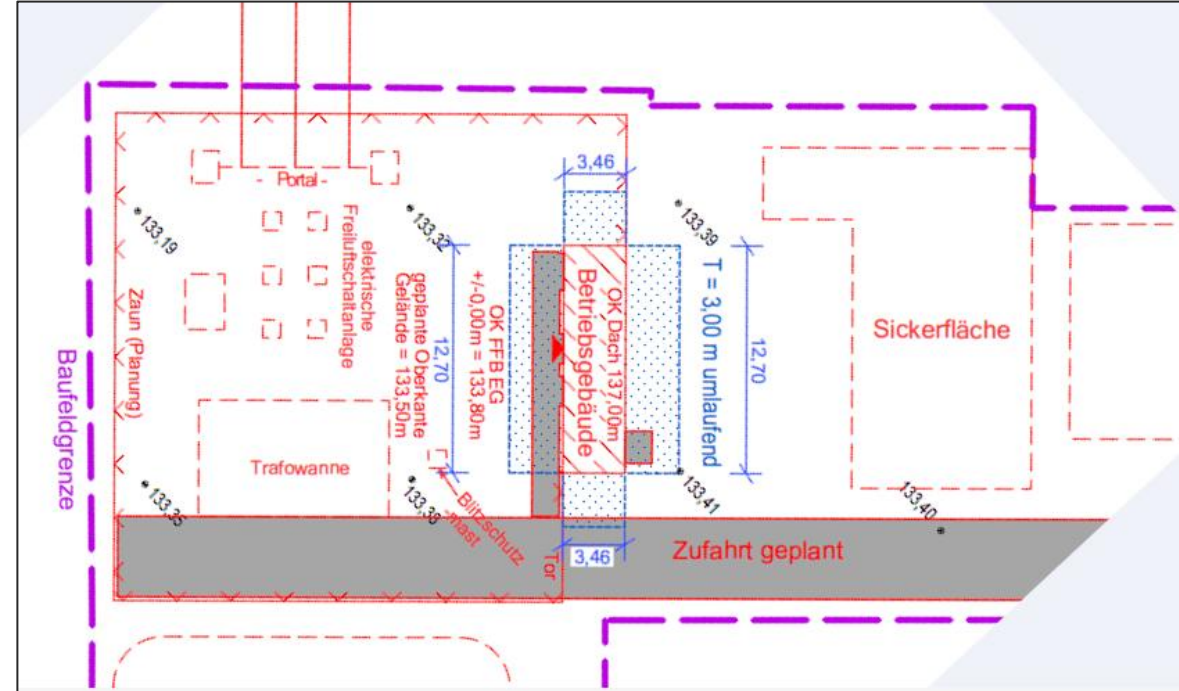 3,46
- Portal -
133,19
133,32
133,39
elektrische
Freiluftschaltanlage
Zaun (Planung)
geplante Oberkante
Gelände = 133,50m
12,70
OK FFB EG
+/-0,00m = 133,80m
Betriebsgebäude
OK Dach 137,00m
T = 3,00 m umlaufend
12,70
Sickerfläche
Baufeldgrenze
Trafowanne
133,35
133,38
Blitzschutz
-mast
133,41
133,40
Tor
3,46
Zufahrt geplant